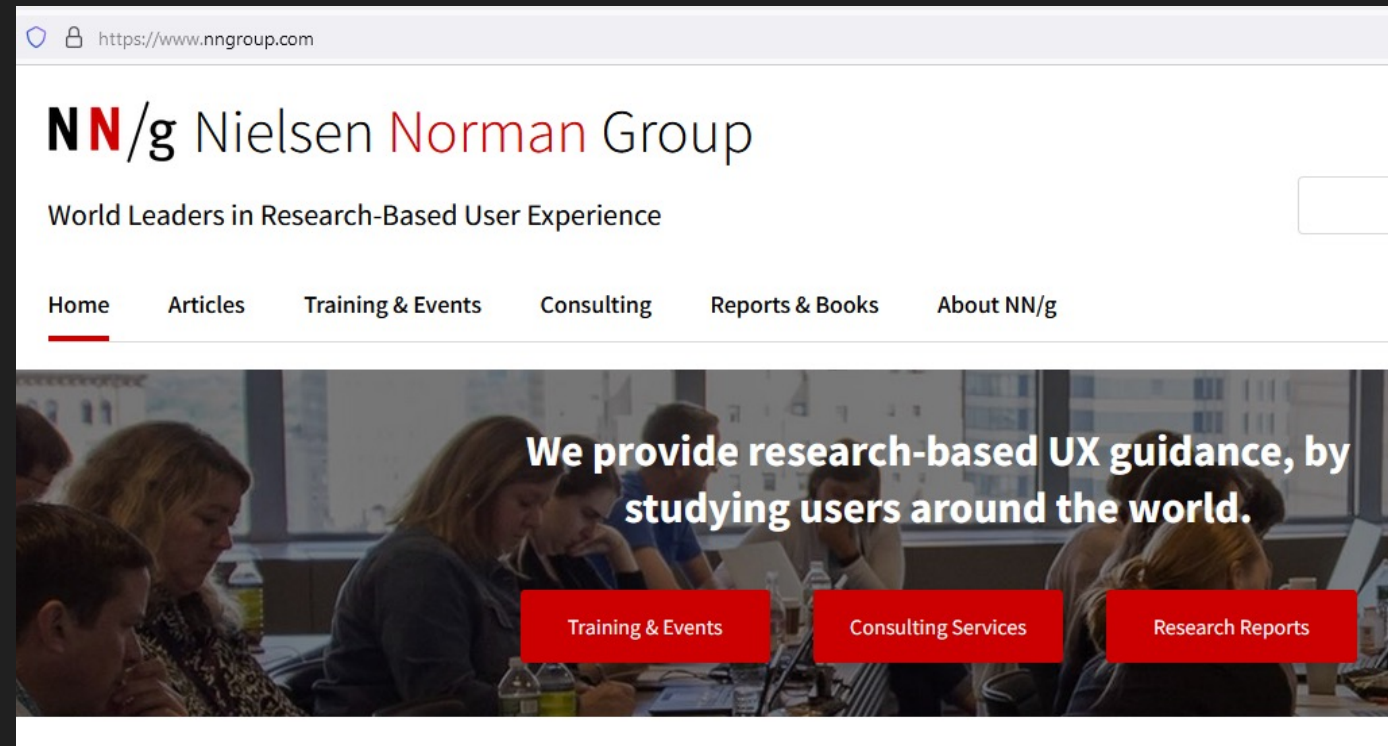 https://www.nngroup.com
NN/g Nielsen Norman Group
World Leaders in Research-Based User Experience
Home Articles Training & Events Consulting Reports & Books About NN/g
We provide research-based UX guidance, by
studying users around the world.
Training & Events Consulting Services Research Reports